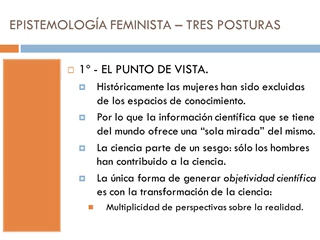 EPISTEMOLOGÍA FEMINISTA – TRES POSTURAS
1º - EL PUNTO DE VISTA.
Históricamente las mujeres han sido excluidas
de los espacios de conocimiento.
Por lo que la información científica que se tiene
del mundo ofrece una “sola mirada” del mismo.
La ciencia parte de un sesgo: sólo los hombres
han contribuido a la ciencia.
La única forma de generar objetividad científica
es con la transformación de la ciencia:
Multiplicidad de perspectivas sobre la realidad.